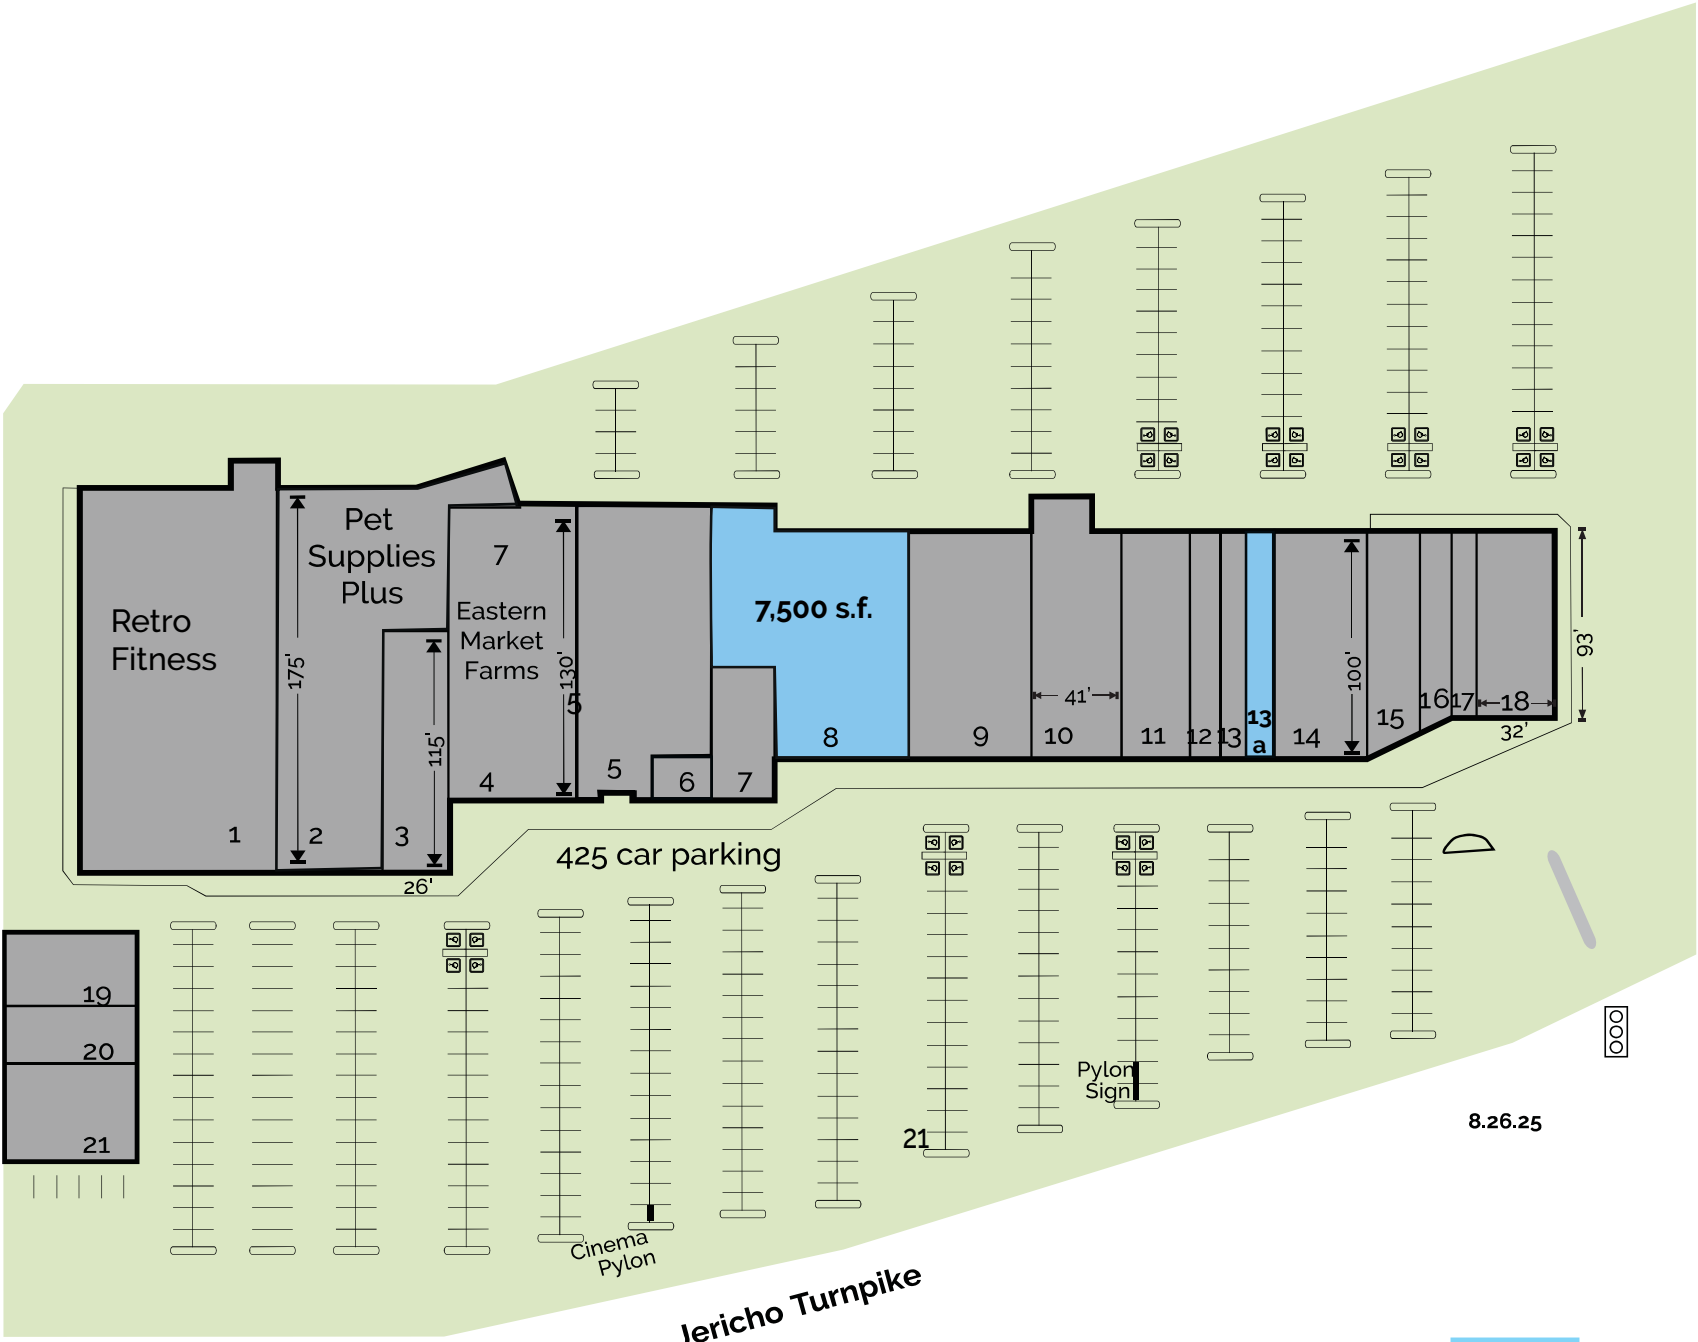 Pet
Supplies
Plus
7
Eastern
Market
Farms
Retro
Fitness
175'
115'
130'
5
7,500 s.f.
41'
100'
93'
1
2
3
4
5
6
7
8
9
10
11
12
13
13
a
14
15
16
17
18
32'
26'
425 car parking
19
20
21
Pylon
Sign
21
8.26.25
Cinema
Pylon
Jericho Turnpike